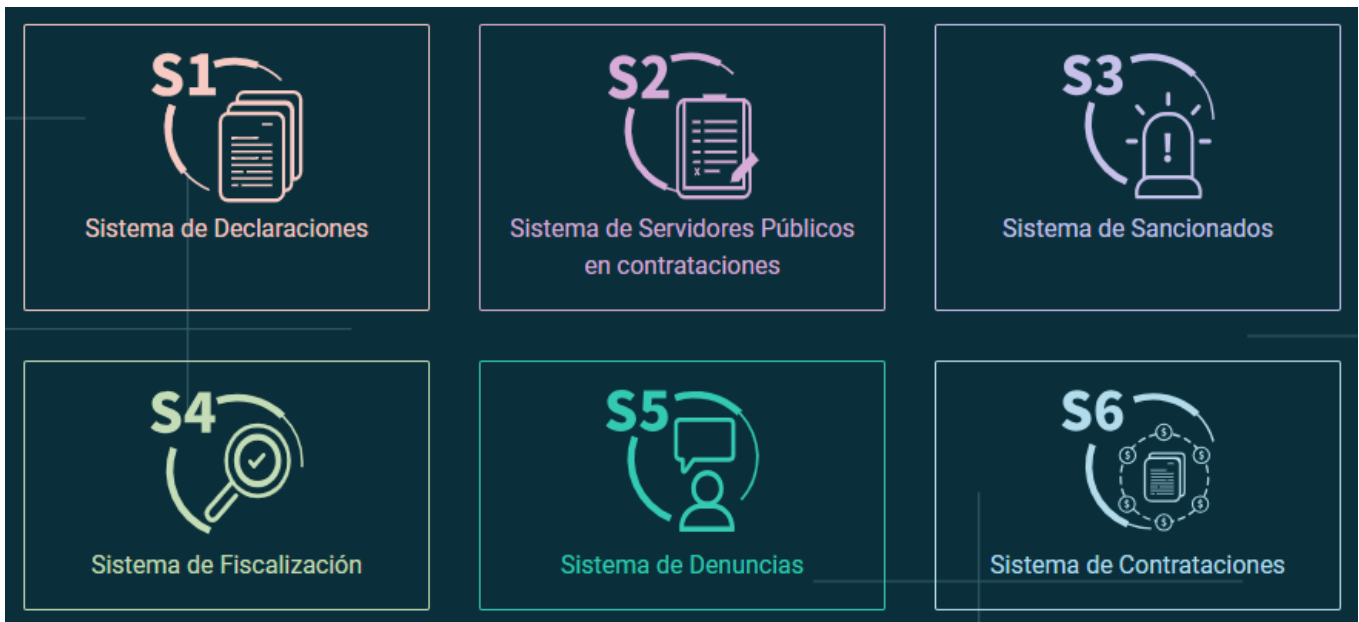 S1
Sistema de Declaraciones
S2
Sistema de Servidores Públicos
en contrataciones
S3
!
Sistema de Sancionados
S4
Sistema de Fiscalización
S5
Sistema de Denuncias
S6
$
$
$
$
$
$
Sistema de Contrataciones